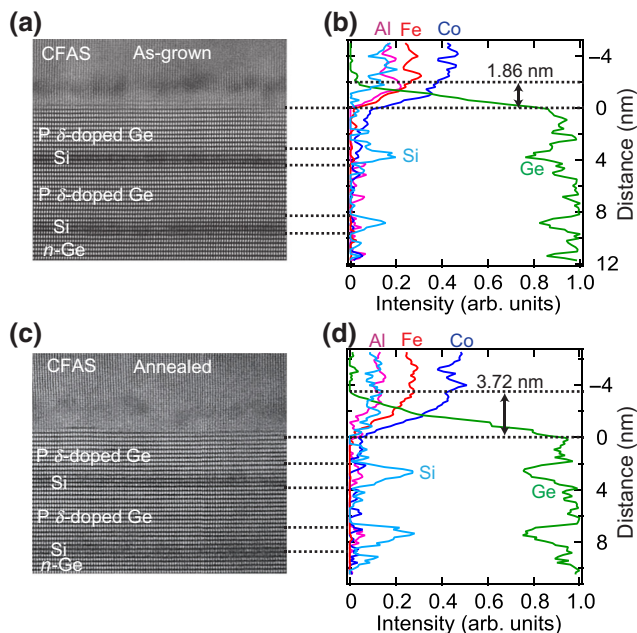 (a)
CFAS As-grown
P δ-doped Ge
Si
P δ-doped Ge
Si
n-Ge
(b)
Al Fe Co
1.86 nm
Si
Ge
−4
0
4
8
12
Distance (nm)
0 0.2 0.4 0.6 0.8 1.0
Intensity (arb. units)
(c)
CFAS Annealed
P δ-doped Ge
Si
P δ-doped Ge
Si
n-Ge
(d)
Al Fe Co
3.72 nm
Si
Ge
−4
0
4
8
Distance (nm)
0 0.2 0.4 0.6 0.8 1.0
Intensity (arb. units)